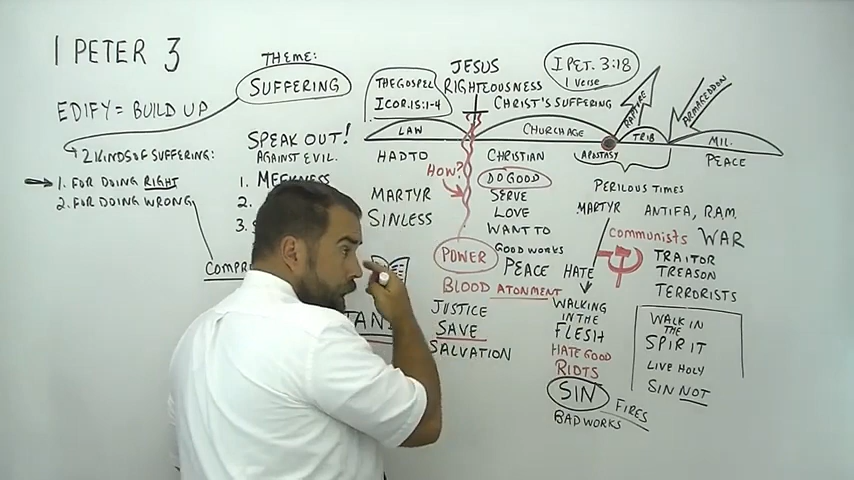 1 PETER 3
EDIFY = BUILD UP
2 KINDS OF SUFFERING:
1. FOR DOING RIGHT
2. FOR DOING WRONG
THEME:
SUFFERING
SPEAK OUT!
AGAINST EVIL.
1. MEEKNESS
2.
3.
THE GOSPEL
I COR. 15:1-4
JESUS
RIGHTEOUSNESS
CHRIST'S SUFFERING
I PET. 3:18
1 VERSE
LAW
CHURCH AGE
RAPTURE
TRIB
ARMAGEDDON
MIL.
PEACE
APOSTASY
HAD TO
MARTYR
SINLESS
HOW?
POWER
CHRISTIAN
DO GOOD
SERVE
LOVE
WANT TO
GOOD WORKS
PEACE
BLOOD ATONMENT
JUSTICE
SAVE
SALVATION
PERILOUS TIMES
MARTYR
HATE
WALKING
IN THE
FLESH
HATE GOOD
RIOTS
SIN
FIRES
BAD WORKS
ANTIFA, R.A.M.
COMMUNISTS
WAR
TRAITOR
TREASON
TERRORISTS
WALK IN
THE
SPIRIT
LIVE HOLY
SIN NOT